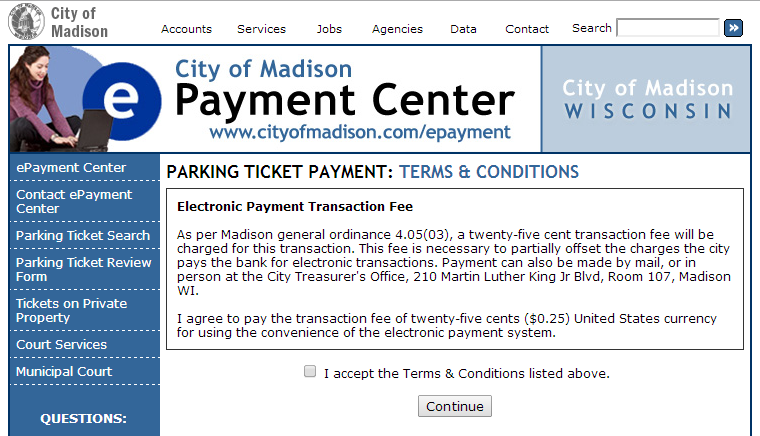 City of
Madison
Accounts Services Jobs Agencies Data Contact Search »
e
City of Madison
Payment Center
www.cityofmadison.com/epayment
City of Madison
WISCONSIN
ePayment Center
Contact ePayment
Center
Parking Ticket Search
Parking Ticket Review
Form
Tickets on Private
Property
Court Services
Municipal Court
QUESTIONS:
PARKING TICKET PAYMENT: TERMS & CONDITIONS
Electronic Payment Transaction Fee
As per Madison general ordinance 4.05(03), a twenty-five cent transaction fee will be
charged for this transaction. This fee is necessary to partially offset the charges the city
pays the bank for electronic transactions. Payment can also be made by mail, or in
person at the City Treasurer's Office, 210 Martin Luther King Jr Blvd, Room 107, Madison
WI.
I agree to pay the transaction fee of twenty-five cents ($0.25) United States currency
for using the convenience of the electronic payment system.
I accept the Terms & Conditions listed above.
Continue